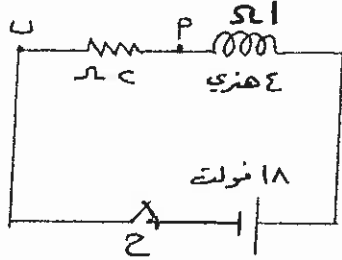 ب
أ
١ Ω
٢ Ω
٤ هنري
١٨ فولت
ح